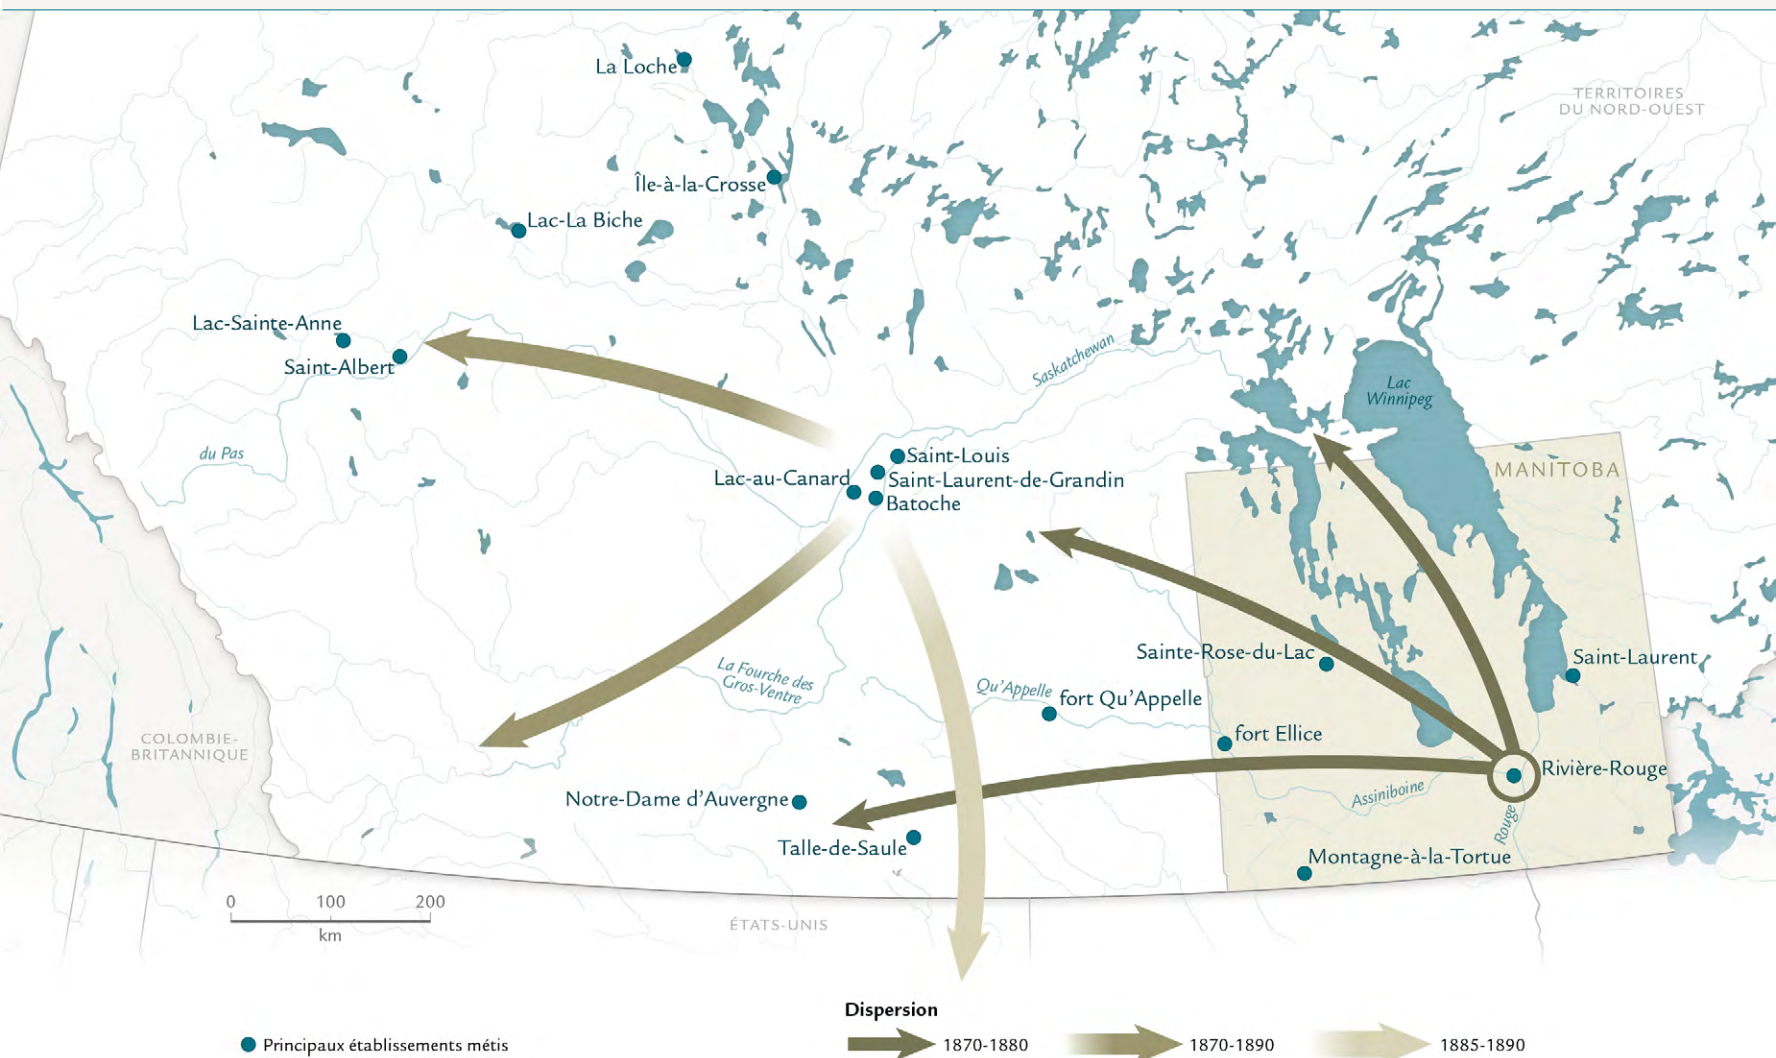 La Loche
TERRITOIRES
DU NORD-OUEST
Île-à-la-Crosse
Lac-La Biche
Lac-Sainte-Anne
Saint-Albert
Saskatchewan
Lac
Winnipeg
du Pas
Saint-Louis
MANITOBA
Lac-au-Canard
Saint-Laurent-de-Grandin
Batoche
Sainte-Rose-du-Lac
Saint-Laurent
La Fourche des
Gros-Ventre
Qu'Appelle
fort Qu'Appelle
fort Ellice
COLOMBIE-
BRITANNIQUE
Rivière-Rouge
Assiniboine
Notre-Dame d'Auvergne
Rouge
Talle-de-Saule
Montagne-à-la-Tortue
0 100 200
km
ÉTATS-UNIS
Dispersion
Principaux établissements métis
1870-1880
1870-1890
1885-1890